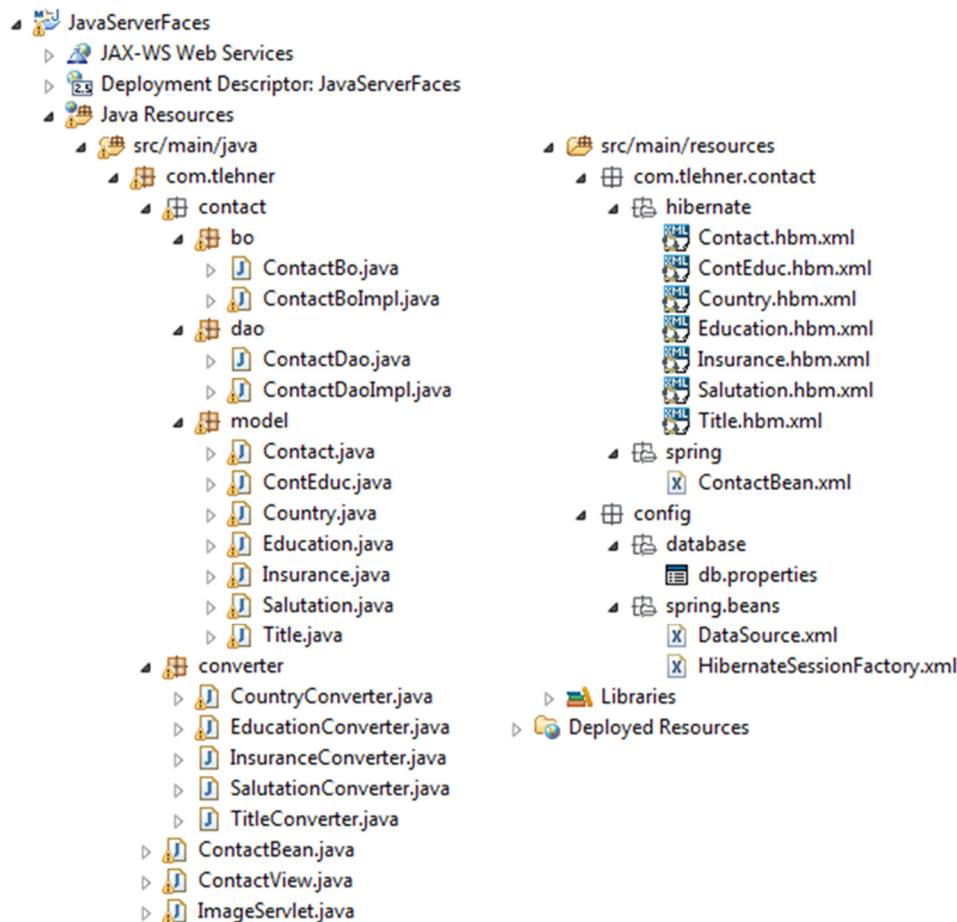 JavaServerFaces
JAX-WS Web Services
Deployment Descriptor: JavaServerFaces
Java Resources
src/main/java
com.tlehner
contact
bo
ContactBo.java
ContactBoImpl.java
dao
ContactDao.java
ContactDaoImpl.java
model
Contact.java
ContEduc.java
Country.java
Education.java
Insurance.java
Salutation.java
Title.java
converter
CountryConverter.java
EducationConverter.java
InsuranceConverter.java
SalutationConverter.java
TitleConverter.java
ContactBean.java
ContactView.java
ImageServlet.java
src/main/resources
com.tlehner.contact
hibernate
Contact.hbm.xml
ContEduc.hbm.xml
Country.hbm.xml
Education.hbm.xml
Insurance.hbm.xml
Salutation.hbm.xml
Title.hbm.xml
spring
ContactBean.xml
config
database
db.properties
spring.beans
DataSource.xml
HibernateSessionFactory.xml
Libraries
Deployed Resources